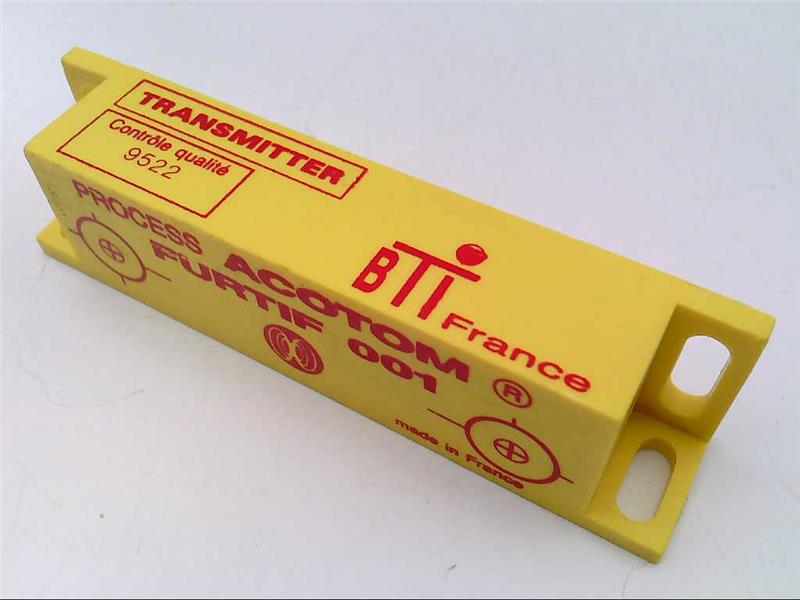 TRANSMITTER
Contrôle qualité
9522
BTI
France
PROCESS ACOTOM ®
FURTIF 001
made in France